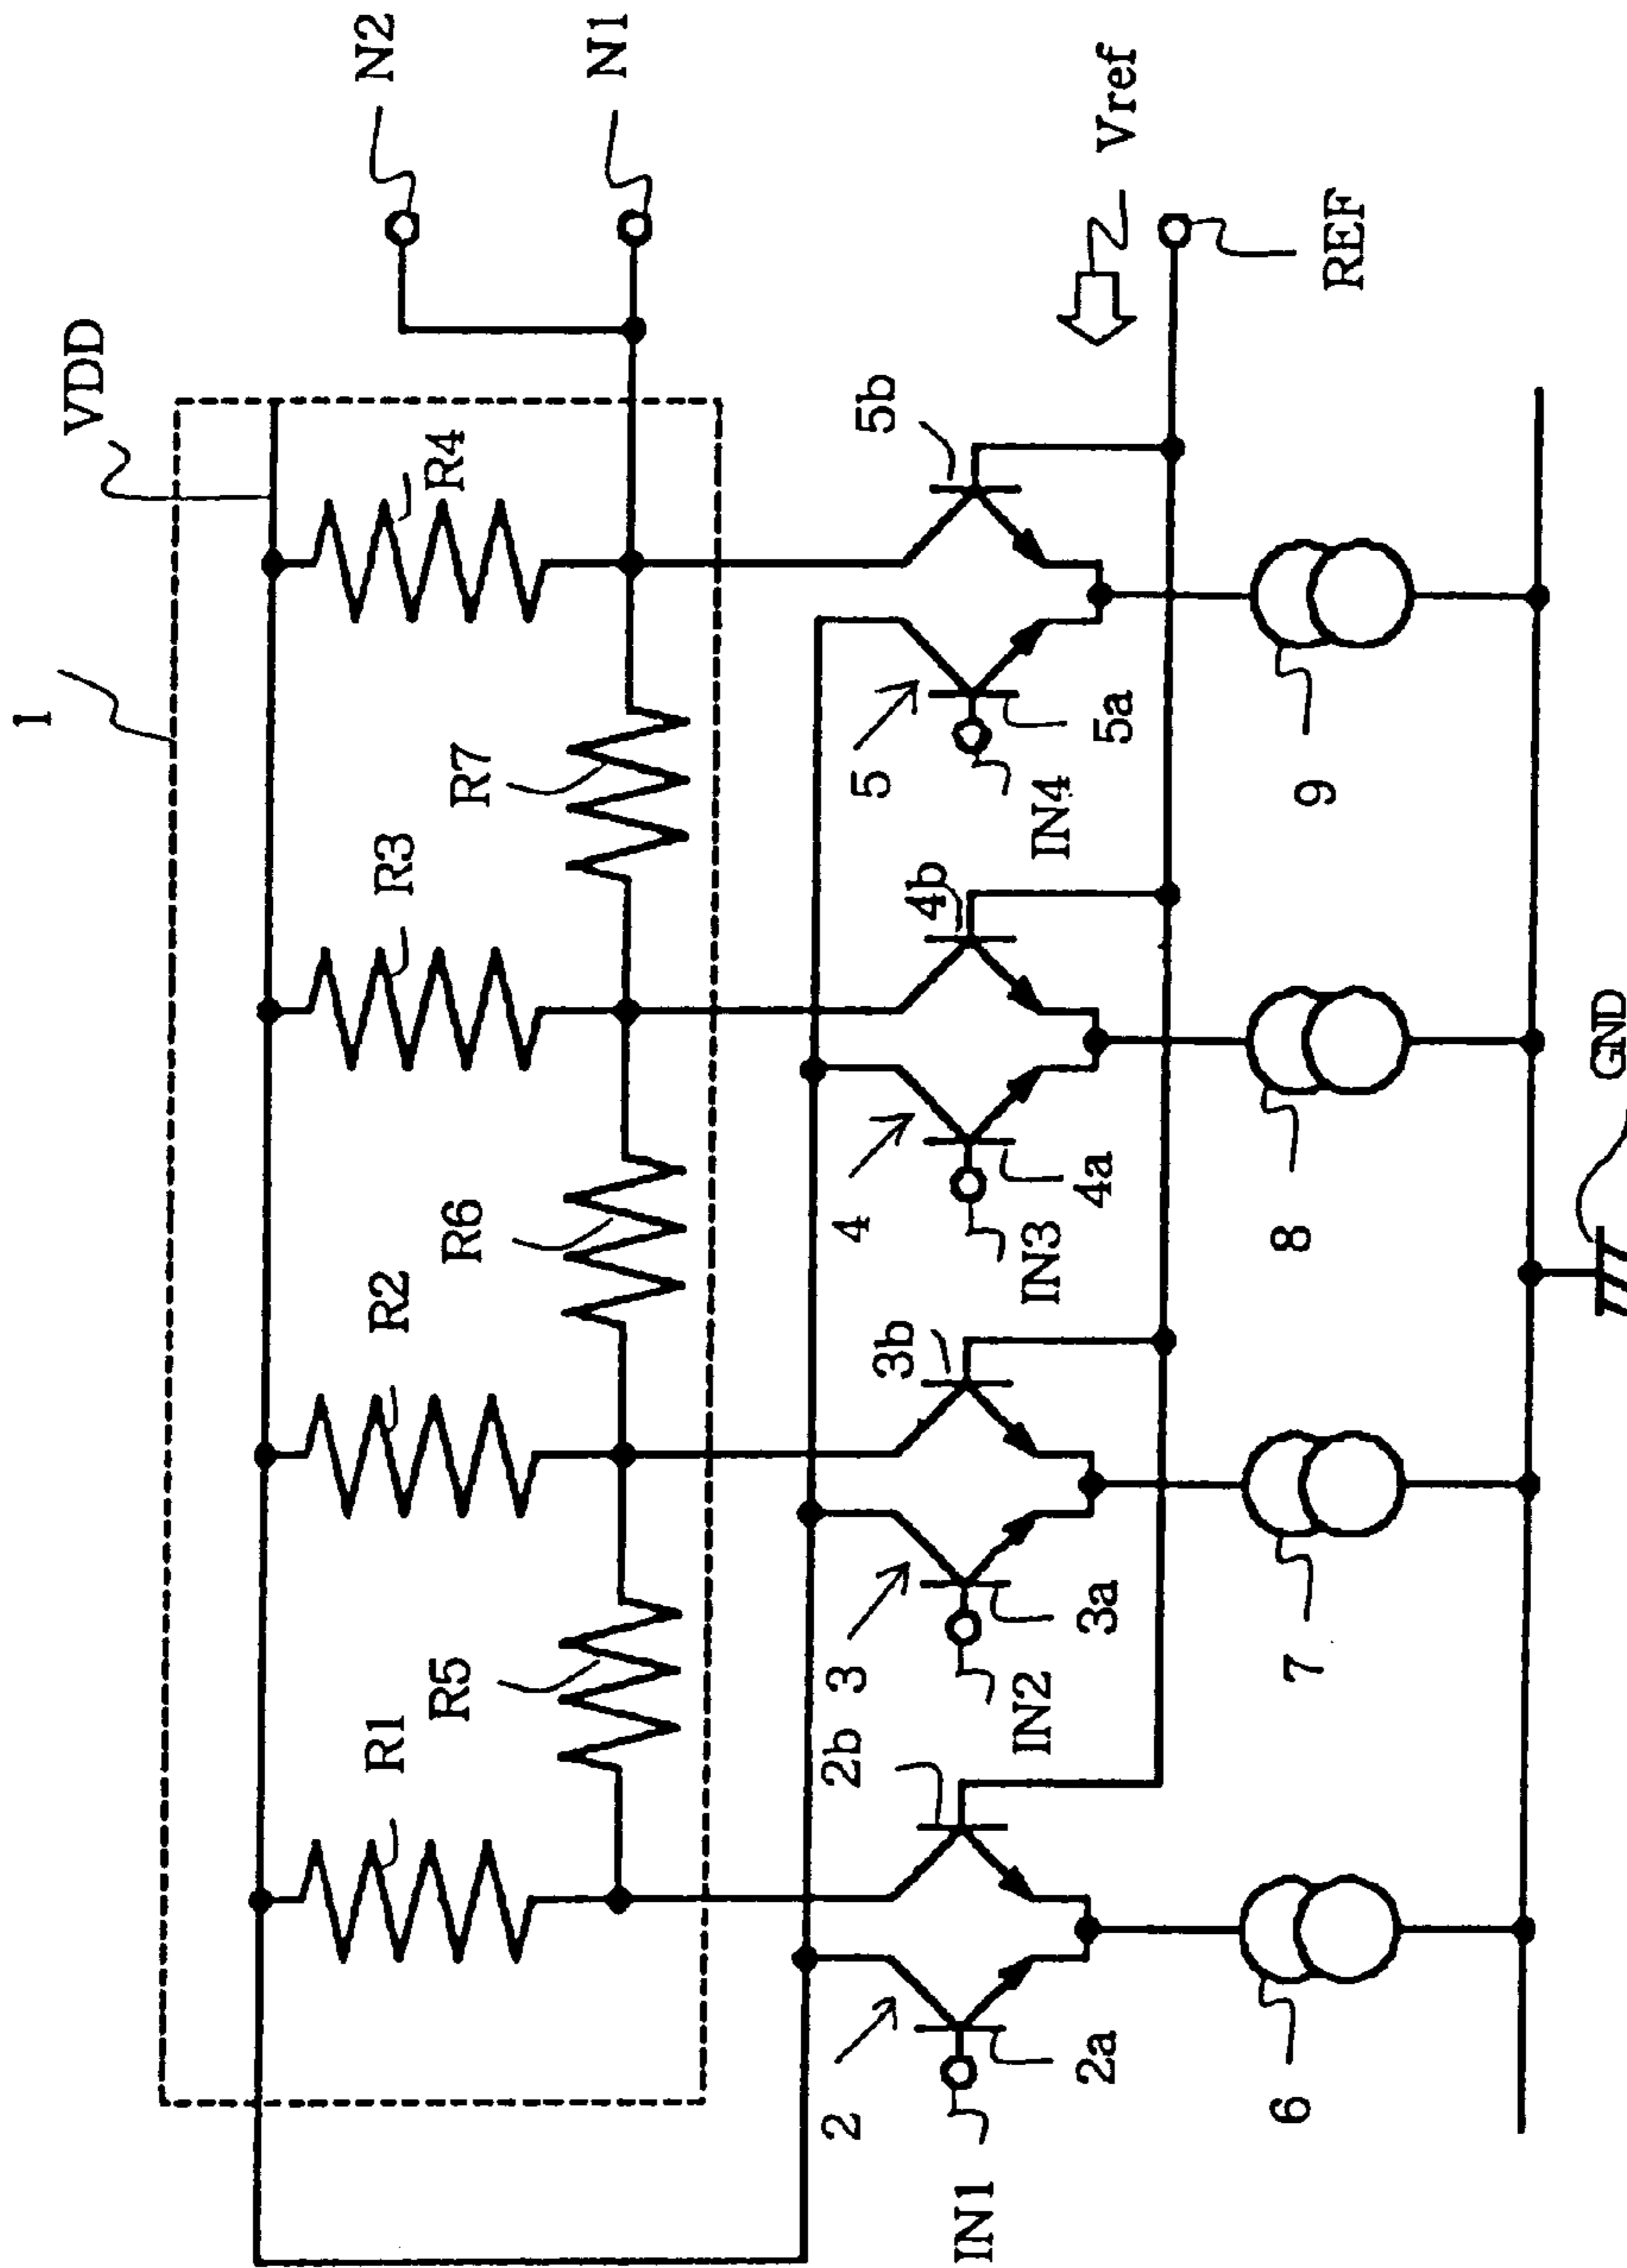 1
VDD
N2
N1
R1
R2
R3
R4
R5
R6
R7
Vref
REF
2
2a
2b
3
3a
3b
4
4a
4b
5
5a
5b
IN1
IN2
IN3
IN4
6
7
8
9
GND